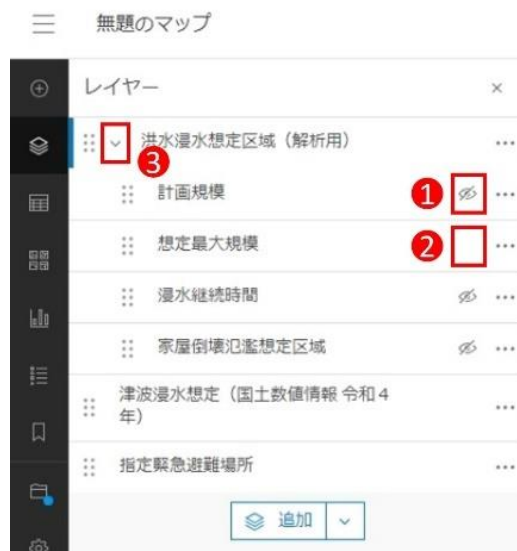 無題のマップ
レイヤー
洪水浸水想定区域（解析用）
3
計画規模
1
想定最大規模
2
浸水継続時間
家屋倒壊氾濫想定区域
津波浸水想定（国土数値情報 令和４
年）
指定緊急避難場所
追加